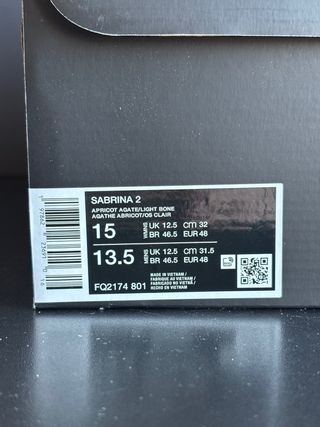 SABRINA 2
APRICOT AGATE/LIGHT BONE
AGATHE ABRICOT/OS CLAIR
15 UK 12.5 cm 32
BR 46.5 EUR 48
13.5 UK 12.5 cm 31.5
BR 46.5 EUR 48
MADE IN VIETNAM /
FABRIQUÉ AU VIETNAM /
FABRICADO NO VIETNÃ /
HECHO EN VIETNAM
FQ2174 801